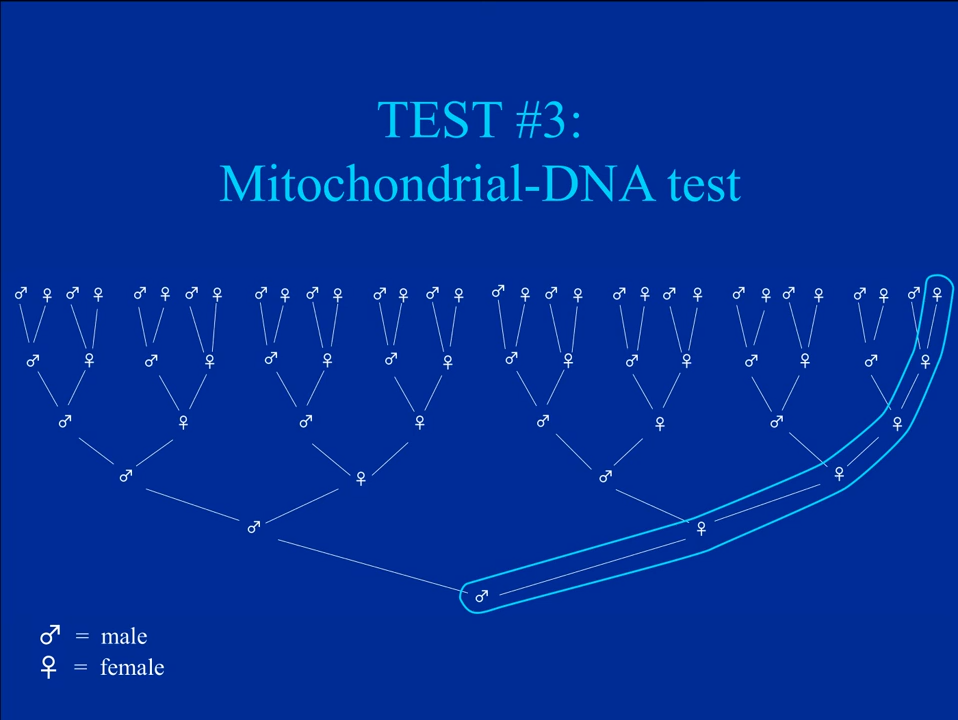 TEST #3:
Mitochondrial-DNA test
♂ ♀ ♂ ♀ ♂ ♀ ♂ ♀ ♂ ♀ ♂ ♀ ♂ ♀ ♂ ♀ ♂ ♀ ♂ ♀ ♂ ♀ ♂ ♀ ♂ ♀ ♂ ♀ ♂ ♀ ♂ ♀
♂ ♀ ♂ ♀ ♂ ♀ ♂ ♀ ♂ ♀ ♂ ♀ ♂ ♀ ♂ ♀
♂ ♀ ♂ ♀ ♂ ♀ ♂ ♀
♂ ♀ ♂ ♀
♂ ♀
♂
♂ = male
♀ = female